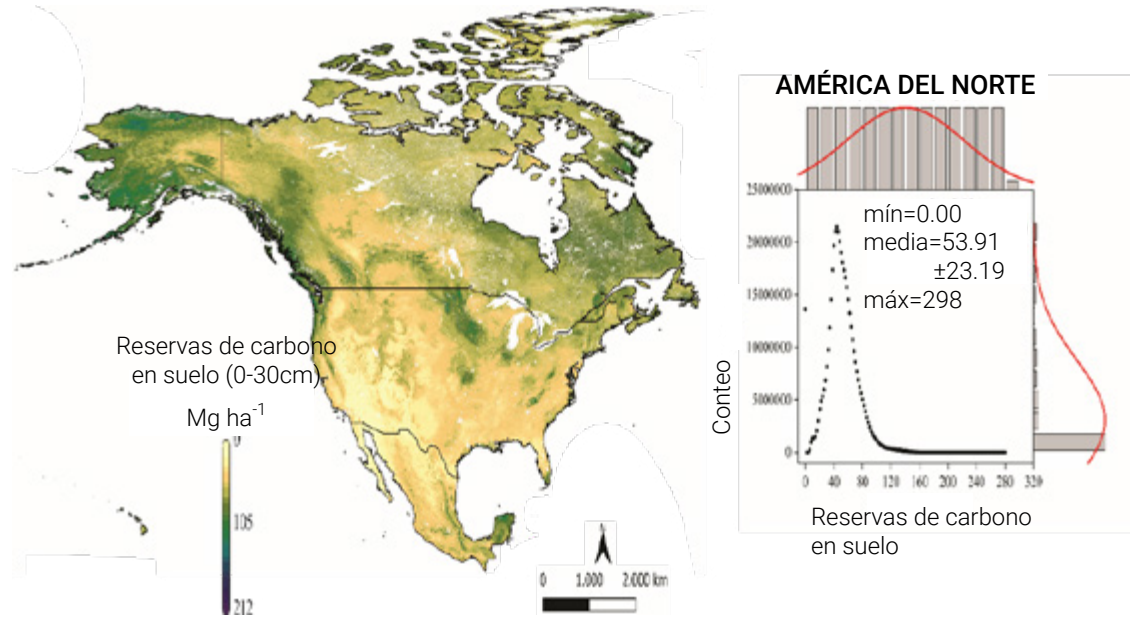 Reservas de carbono
en suelo (0-30cm)
Mg ha⁻¹
0
105
212
0 1.000 2.000 km
AMÉRICA DEL NORTE
mín=0.00
media=53.91
±23.19
máx=298
25000000
20000000
15000000
10000000
5000000
0
Conteo
0 40 80 120 160 200 240 280 320
Reservas de carbono
en suelo